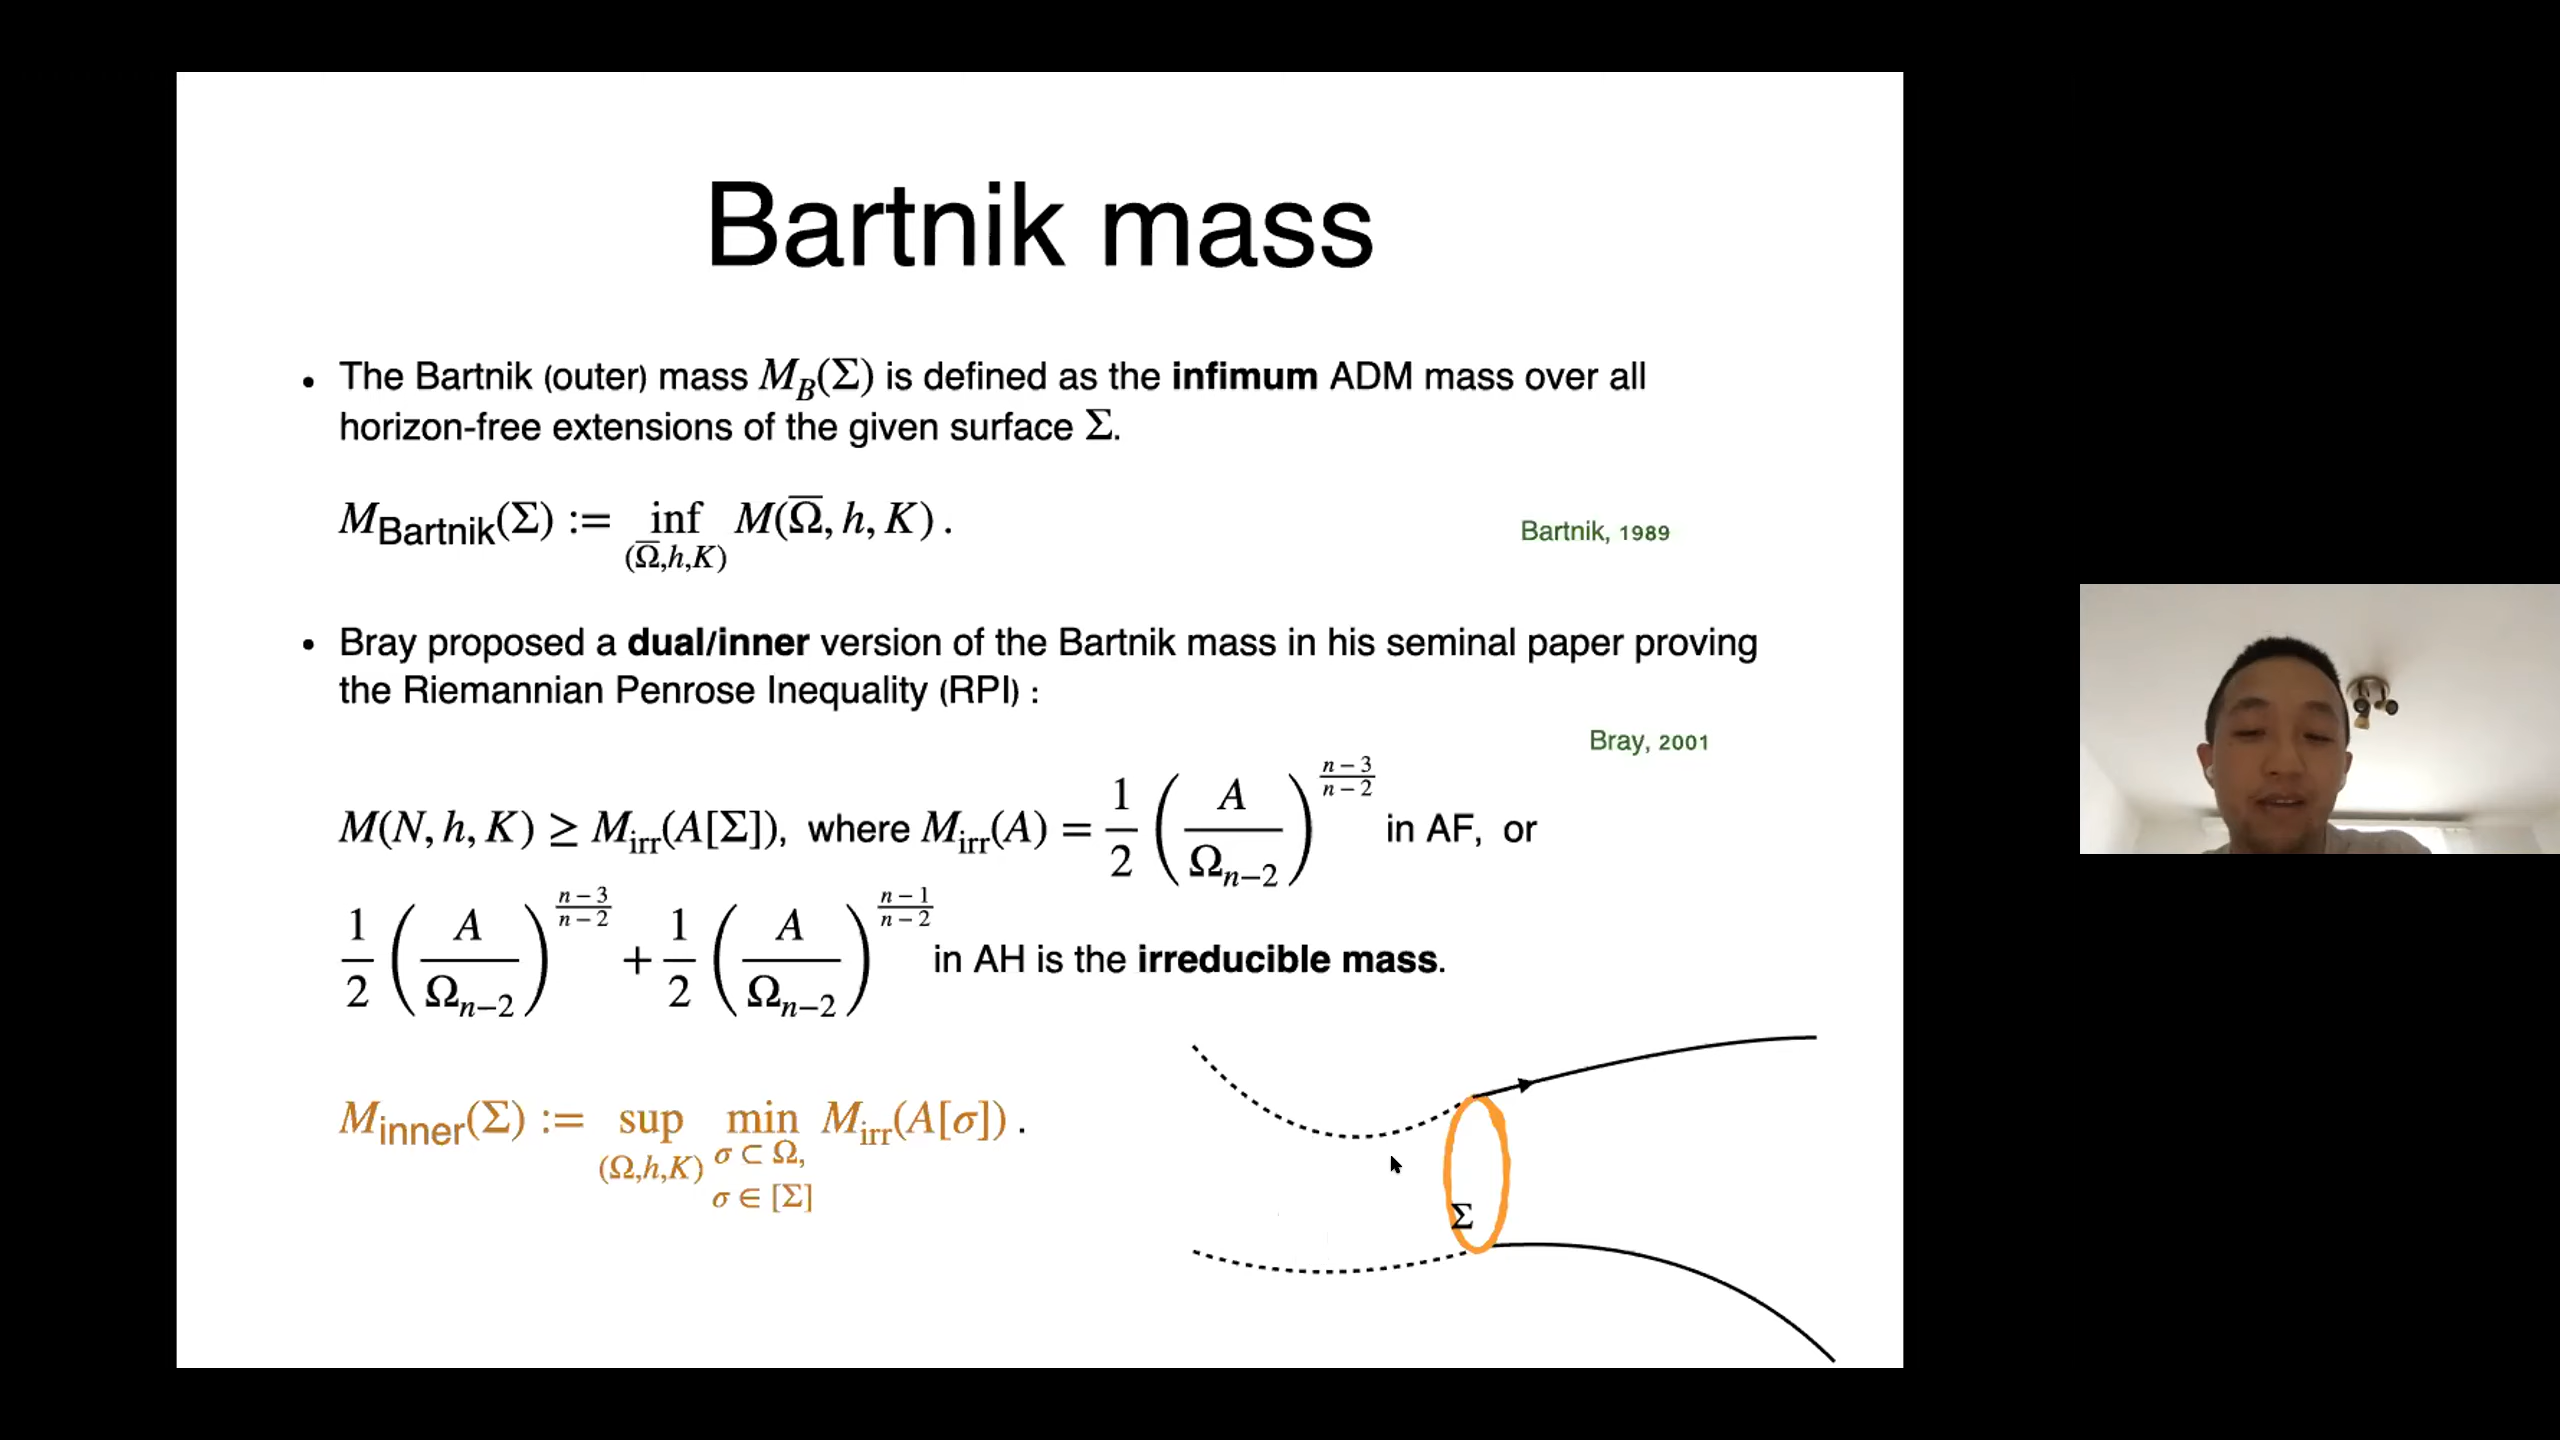 Bartnik mass
• The Bartnik (outer) mass M_B(Σ) is defined as the infimum ADM mass over all
horizon-free extensions of the given surface Σ.
M_Bartnik(Σ) := inf_{(Ω̅,h,K)} M(Ω̅, h, K) .
Bartnik, 1989
• Bray proposed a dual/inner version of the Bartnik mass in his seminal paper proving
the Riemannian Penrose Inequality (RPI) :
Bray, 2001
M(N, h, K) ≥ M_irr(A[Σ]), where M_irr(A) = 1/2 (A/Ω_{n−2})^{(n−3)/(n−2)} in AF, or
1/2 (A/Ω_{n−2})^{(n−3)/(n−2)} + 1/2 (A/Ω_{n−2})^{(n−1)/(n−2)} in AH is the irreducible mass.
M_inner(Σ) := sup_{(Ω,h,K)} min_{σ ⊂ Ω, σ ∈ [Σ]} M_irr(A[σ]) .
Σ